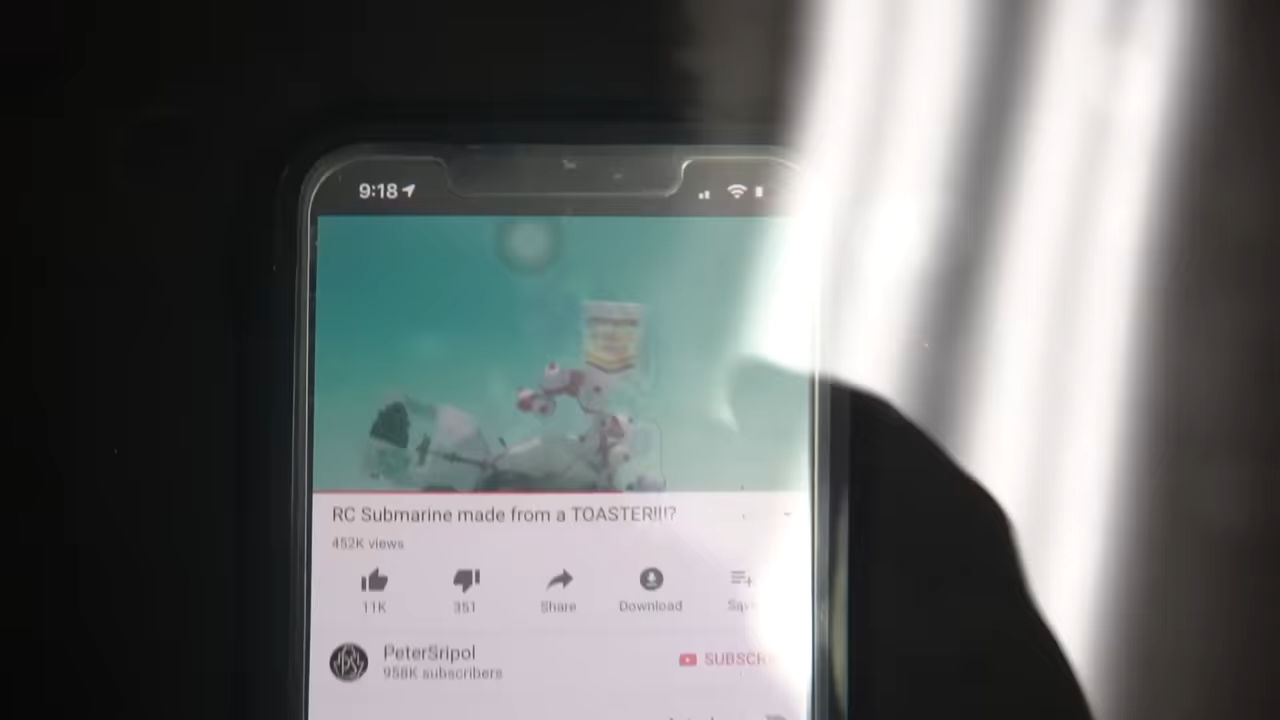 9:18
RC Submarine made from a TOASTER!!!?
452K views
11K 351 Share Download
PeterSripol
958K subscribers